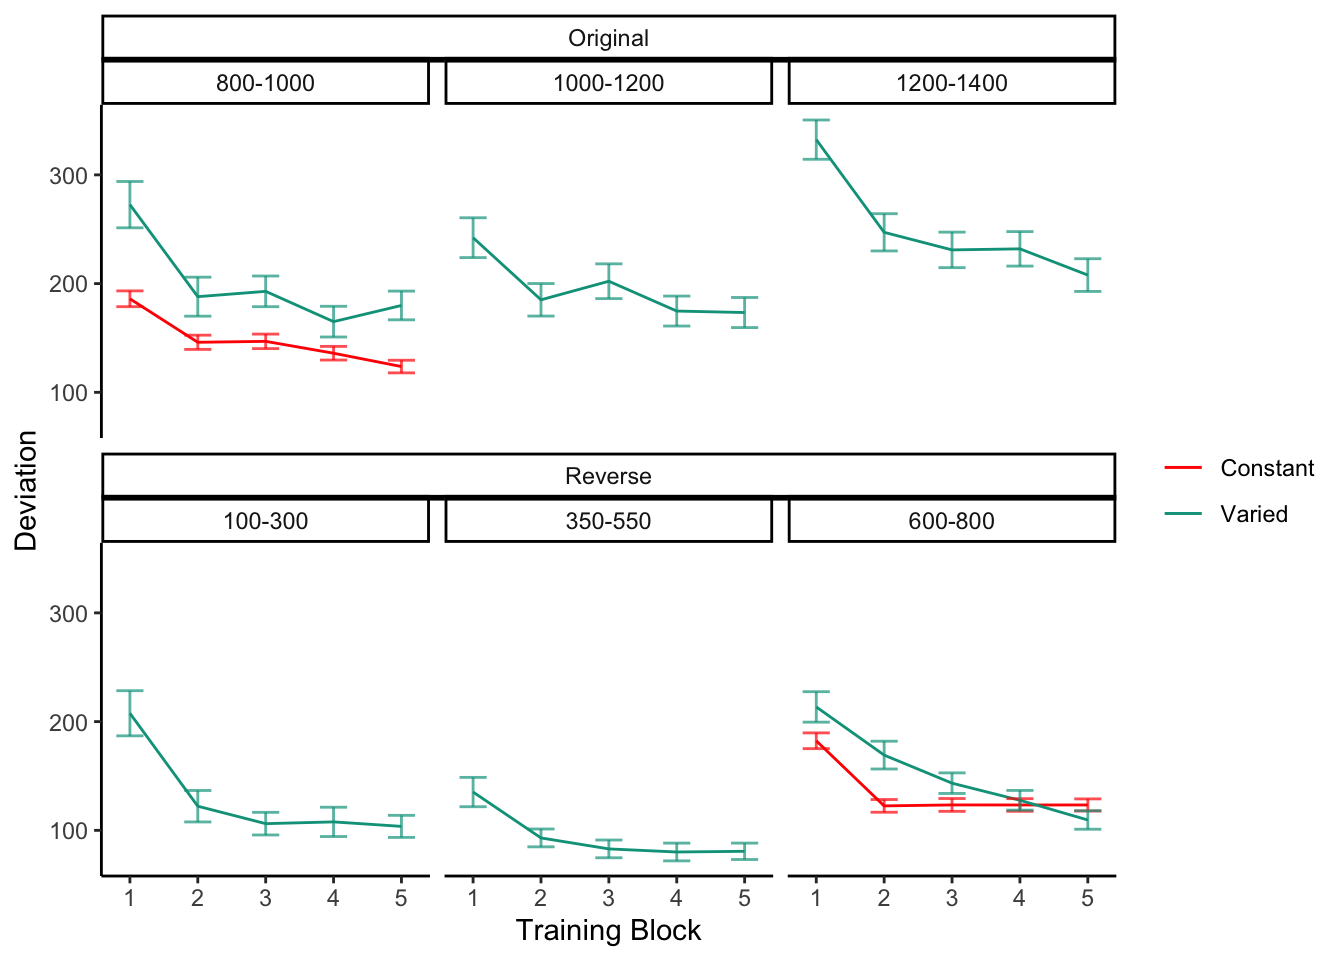 Original
800-1000 1000-1200 1200-1400
300
200
100
Deviation
Reverse
100-300 350-550 600-800
300
200
100
1 2 3 4 5 1 2 3 4 5 1 2 3 4 5
Training Block
Constant
Varied